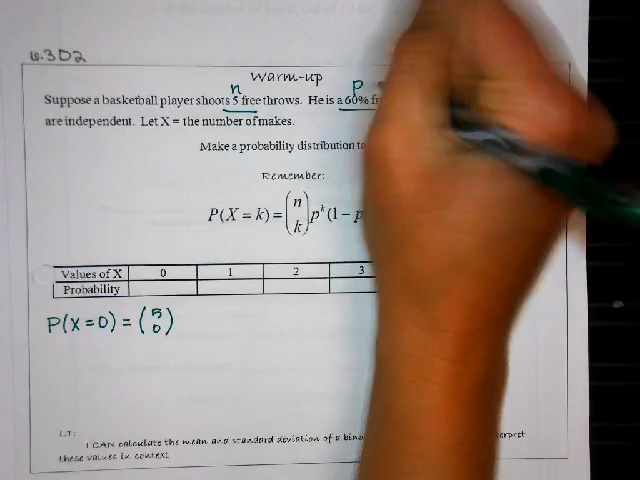 6.3D2
Warm-up
n p
Suppose a basketball player shoots 5 free throws. He is a 60% fr
are independent. Let X = the number of makes.
Make a probability distribution ta
Remember:
P(X = k) = (n k) p^k (1 − p
Values of X 0 1 2 3
Probability
P(X = 0) = (5 0)
LT:
I CAN calculate the mean and standard deviation of a bino
these values in context